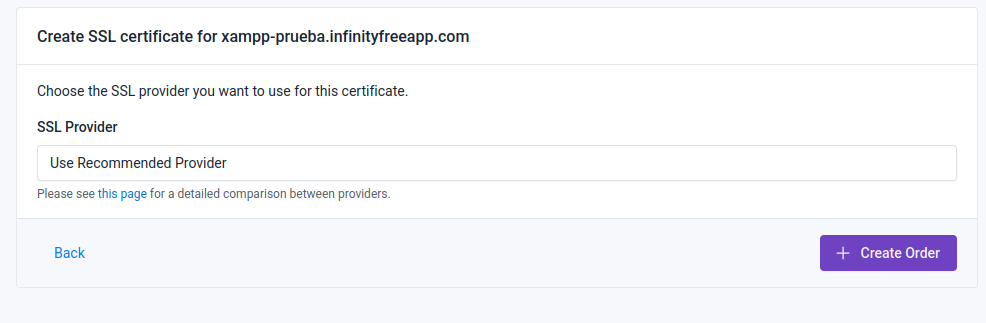 Create SSL certificate for xampp-prueba.infinityfreeapp.com
Choose the SSL provider you want to use for this certificate.
SSL Provider
Use Recommended Provider
Please see this page for a detailed comparison between providers.
Back
Create Order